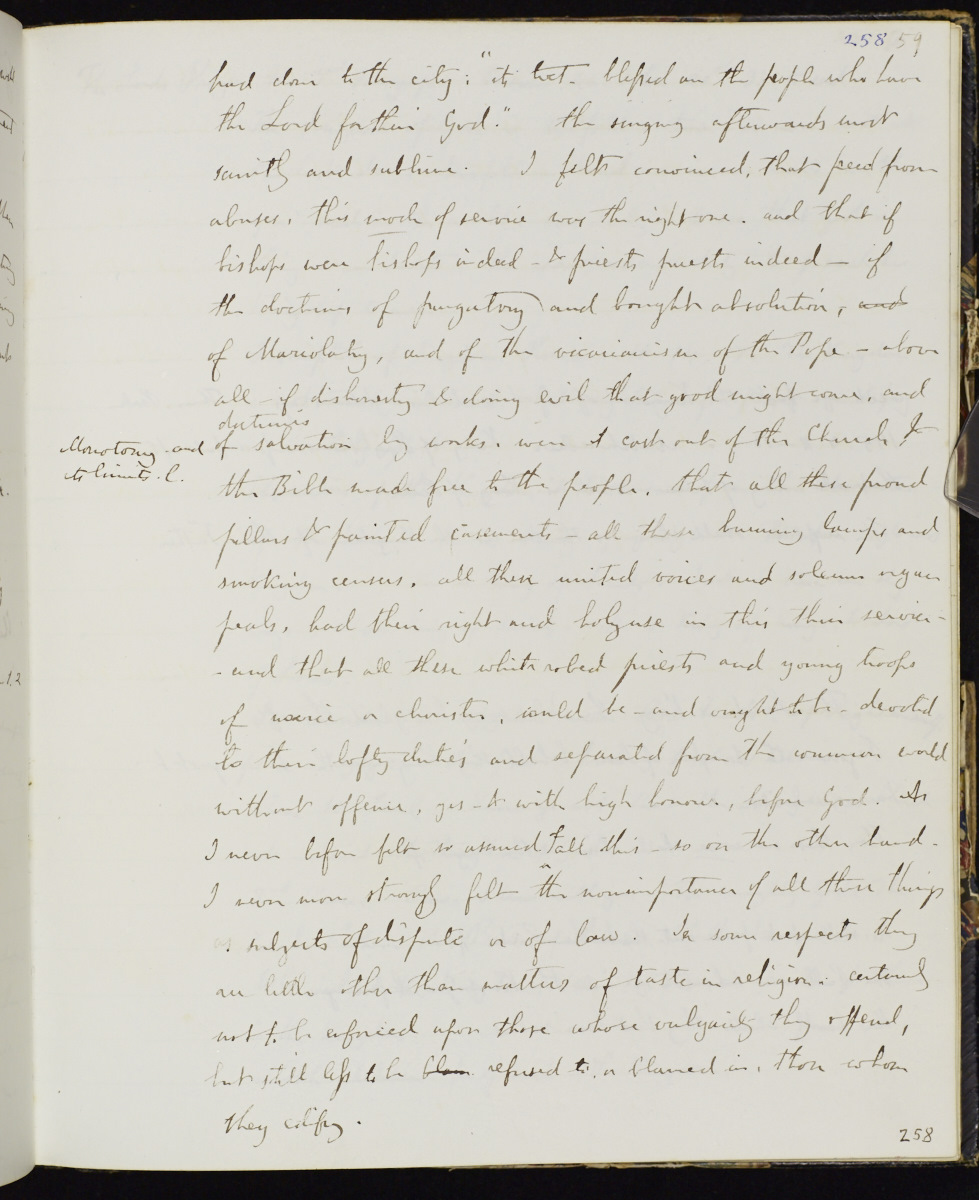 258 59
had done to the city: "its text. blessed are the people who have
the Lord for their God." the singing afterwards most
saintly and sublime. I felt convinced, that freed from
abuses, this mode of service was the right one. and that if
bishops were bishops indeed - & priests priests indeed - if
the doctrines of purgatory and bought absolution, and
of Mariolatry, and of the vicarianism of the Pope - above
all - if dishonesty & doing evil that good might come, and
doctrines
of salvation by works, were cast out of the Church &
Monotony and
its limits. C.
the Bible made free to the people, that all these proud
pillars & painted casements - all these burning lamps and
smoking censers, all these united voices and solemn organ
peals, had their right and holy use in this their service -
- and that all these white robed priests and young troops
of novice or chorister, could be - and ought to be - devoted
to their lofty duties and separated from the common world
without offence, yes - & with high honour, before God. As
I never before felt so assured of all this - so on the other hand -
I never more strongly felt the nonimportance of all these things
as subjects of dispute or of law. In some respects they
are little other than matters of taste in religion: certainly
not to be enforced upon those whose they offend,
but still less to be blam refused to, or blamed in, those whom
they edify.
258